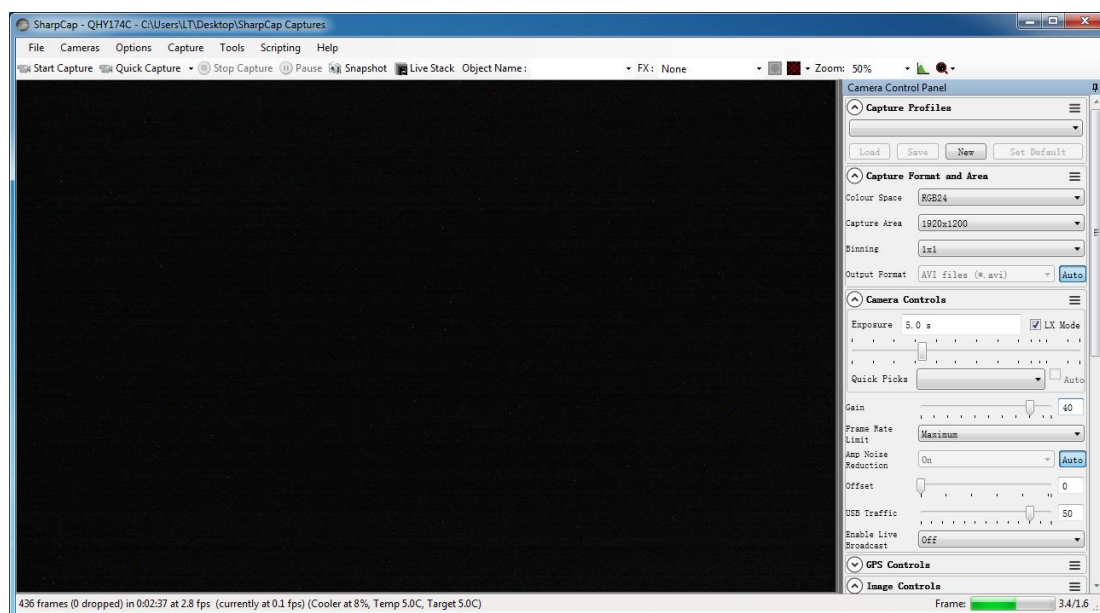 SharpCap - QHY174C - C:\Users\LT\Desktop\SharpCap Captures
File Cameras Options Capture Tools Scripting Help
Start Capture Quick Capture Stop Capture Pause Snapshot Live Stack Object Name : FX : None Zoom: 50%
Camera Control Panel
Capture Profiles
Load Save New Set Default
Capture Format and Area
Colour Space RGB24
Capture Area 1920x1200
Binning 1x1
Output Format AVI files (*.avi) Auto
Camera Controls
Exposure 5.0 s LX Mode
Quick Picks Auto
Gain 40
Frame Rate Limit Maximum
Amp Noise Reduction On Auto
Offset 0
USB Traffic 50
Enable Live Broadcast Off
GPS Controls
Image Controls
436 frames (0 dropped) in 0:02:37 at 2.8 fps (currently at 0.1 fps) (Cooler at 8%, Temp 5.0C, Target 5.0C) Frame: 3.4/1.6